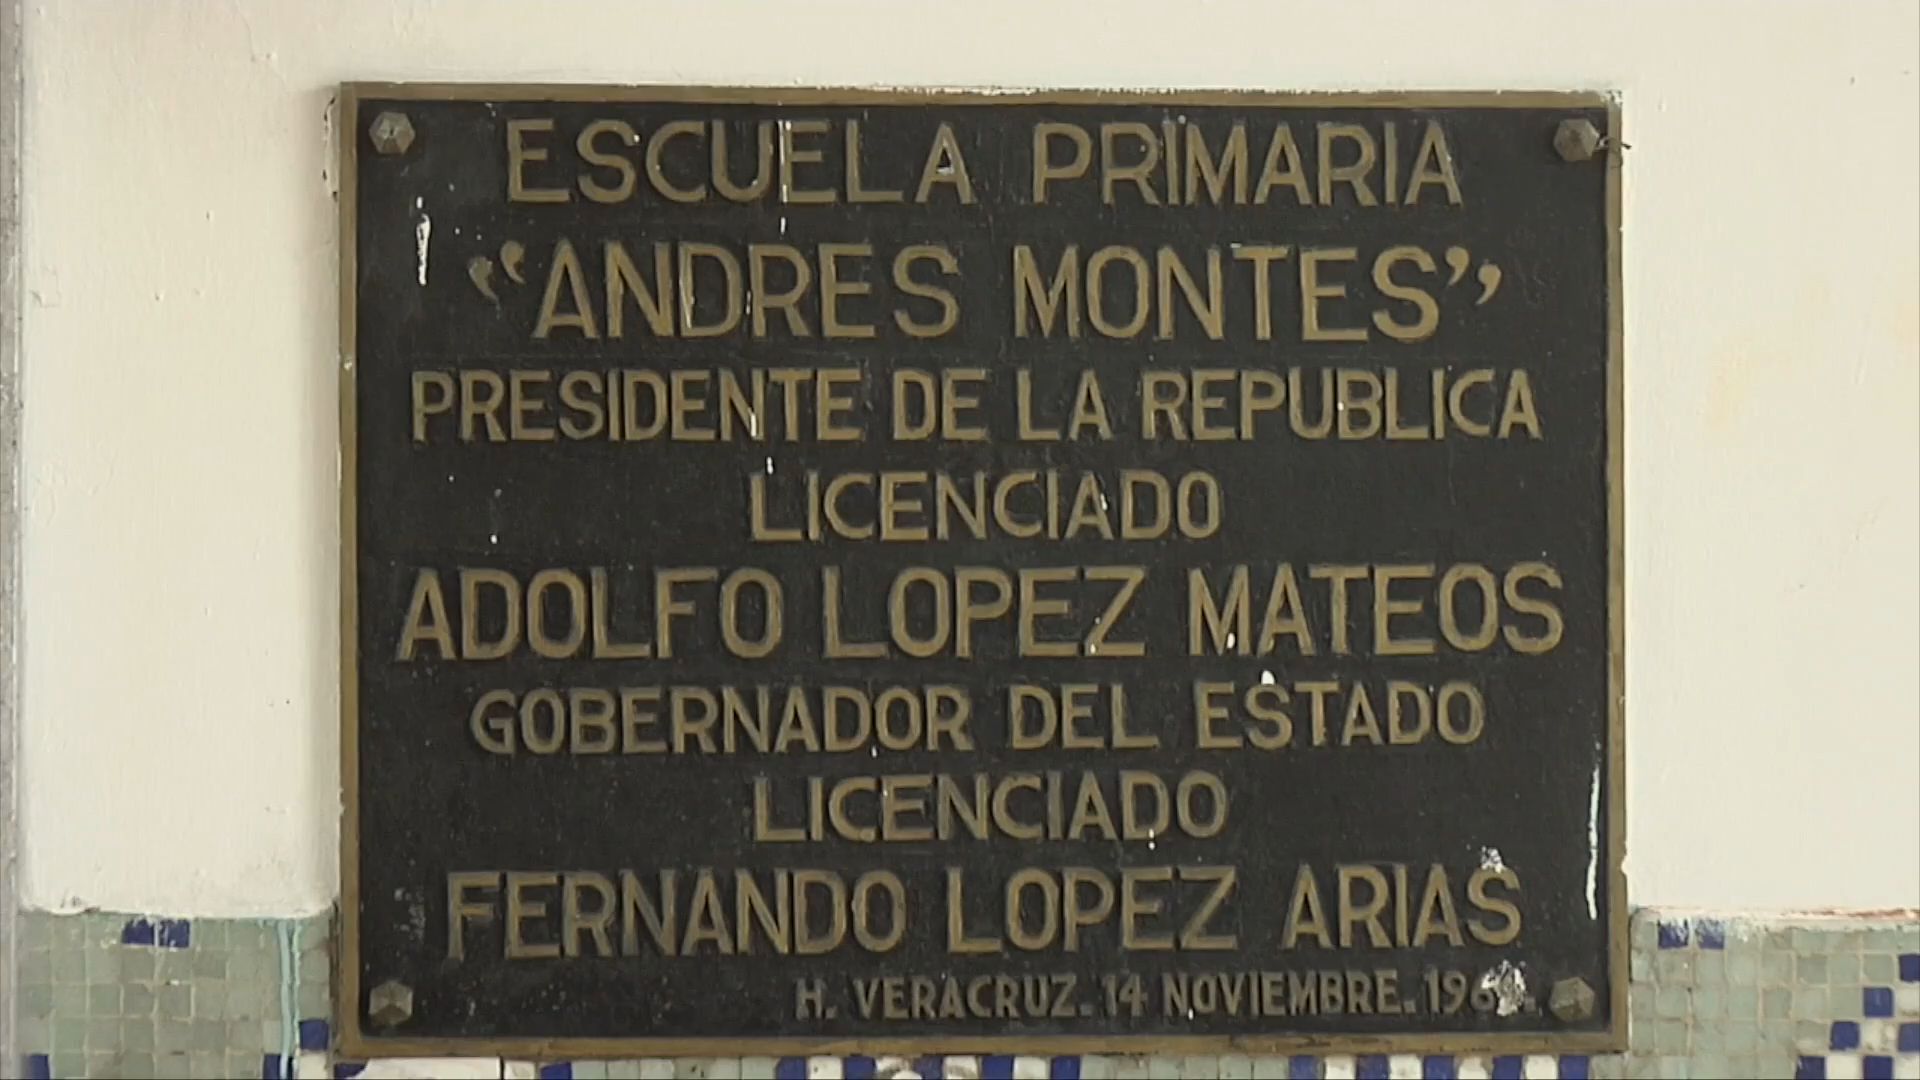 ESCUELA PRIMARIA
“ANDRES MONTES”
PRESIDENTE DE LA REPUBLICA
LICENCIADO
ADOLFO LOPEZ MATEOS
GOBERNADOR DEL ESTADO
LICENCIADO
FERNANDO LOPEZ ARIAS
H. VERACRUZ. 14 NOVIEMBRE.